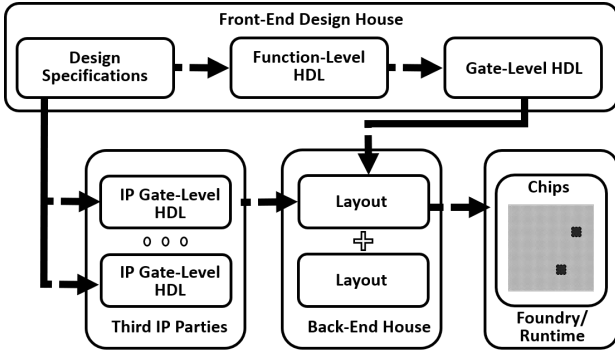 Front-End Design House
Design
Specifications
Function-Level
HDL
Gate-Level HDL
IP Gate-Level
HDL
o o o
IP Gate-Level
HDL
Third IP Parties
Layout
Layout
Back-End House
Chips
Foundry/
Runtime